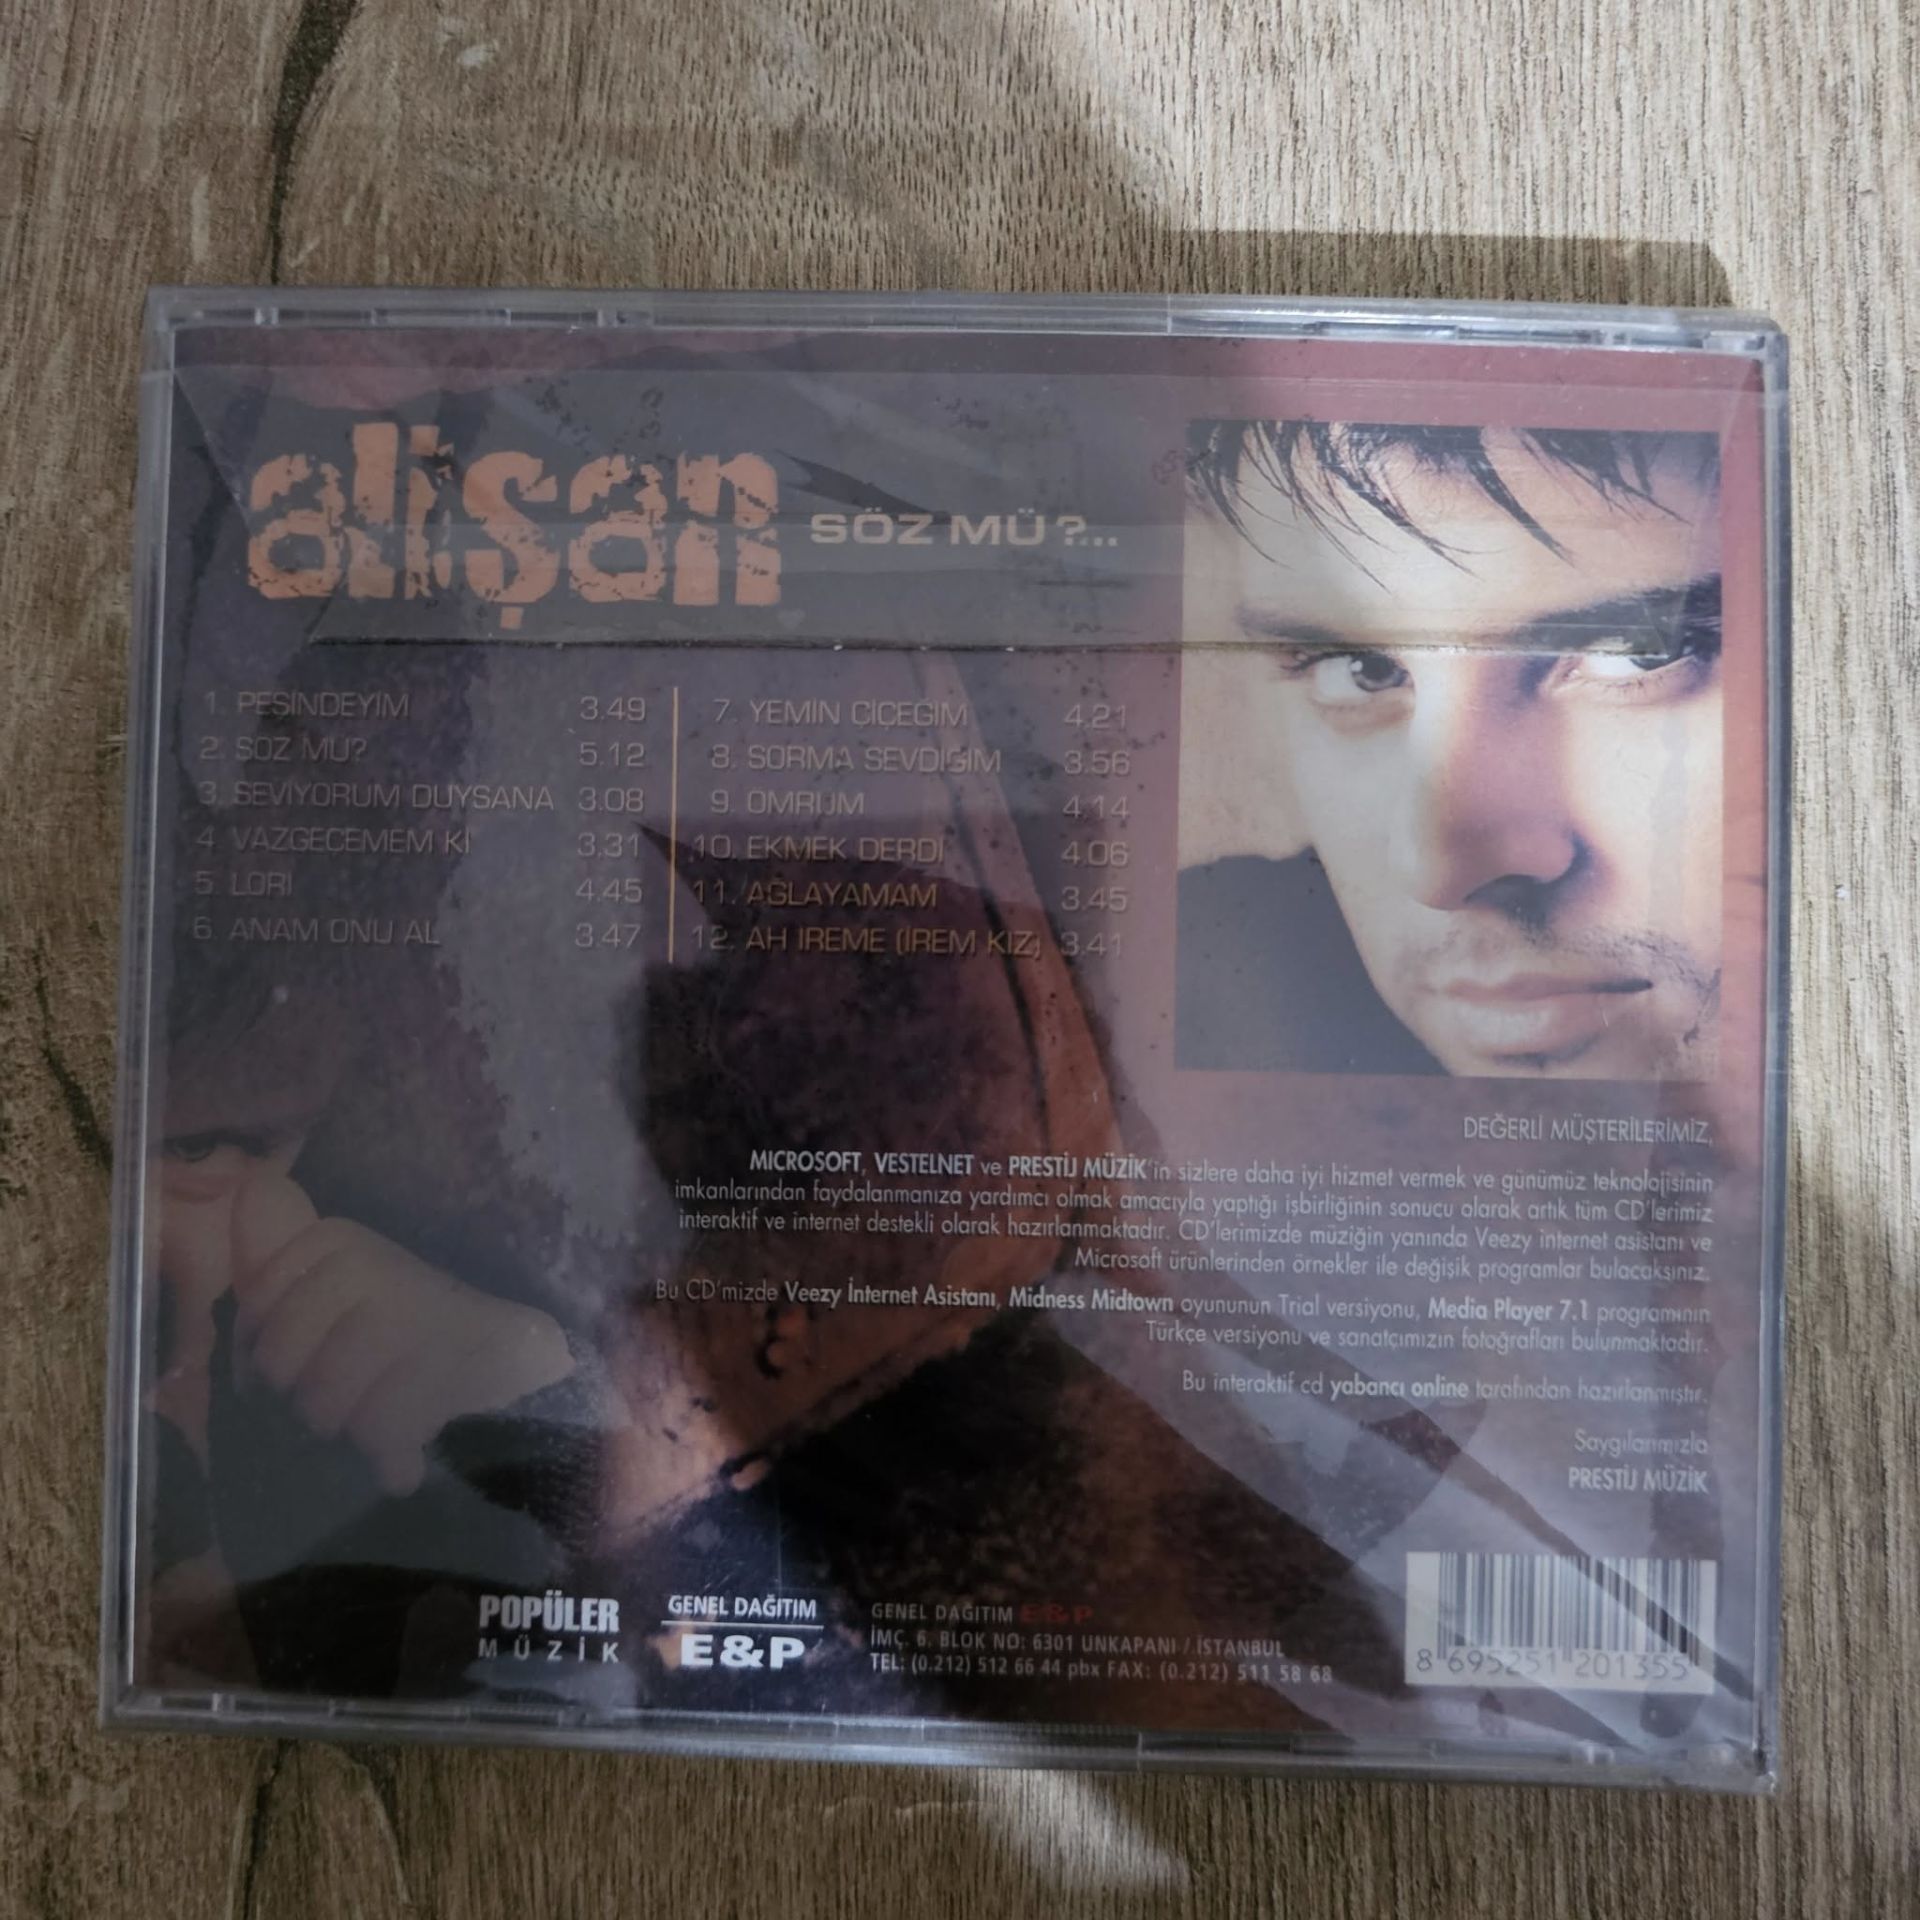 alişan SÖZ MÜ?...
1. PEŞİNDEYİM 3.49
2. SÖZ MÜ? 5.12
3. SEVİYORUM DUYSANA 3.08
4. VAZGEÇEMEM Kİ 3.31
5. LORİ 4.45
6. ANAM ONU AL 3.47
7. YEMİN ÇİÇEĞİM 4.21
8. SORMA SEVDİĞİM 3.56
9. ÖMRÜM 4.14
10. EKMEK DERDİ 4.06
11. AĞLAYAMAM 3.45
12. AH İREME (İREM KIZ) 3.41
DEĞERLİ MÜŞTERİLERİMİZ,
MICROSOFT, VESTELNET ve PRESTİJ MÜZİK'in sizlere daha iyi hizmet vermek ve günümüz teknolojisinin
imkanlarından faydalanmanıza yardımcı olmak amacıyla yaptığı işbirliğinin sonucu olarak artık tüm CD'lerimiz
interaktif ve internet destekli olarak hazırlanmaktadır. CD'lerimizde müziğin yanında Veezy internet asistanı ve
Microsoft ürünlerinden örnekler ile değişik programlar bulacaksınız.
Bu CD'mizde Veezy İnternet Asistanı, Midness Midtown oyununun Trial versiyonu, Media Player 7.1 programının
Türkçe versiyonu ve sanatçımızın fotoğrafları bulunmaktadır.
Bu interaktif cd yabancı online tarafından hazırlanmıştır.
Saygılarımızla
PRESTİJ MÜZİK
POPÜLER
MÜZİK
GENEL DAĞITIM
E&P
GENEL DAĞITIM E&P
İMÇ. 6. BLOK NO: 6301 UNKAPANI / İSTANBUL
TEL: (0.212) 512 66 44 pbx FAX: (0.212) 511 58 68
8 695251 201355